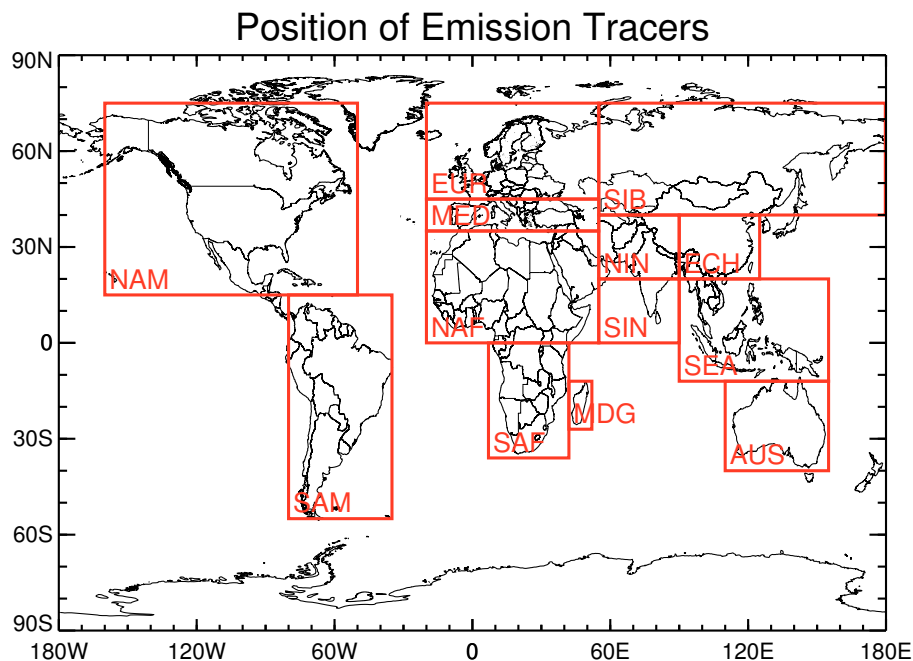 Position of Emission Tracers
90N
60N
30N
0
30S
60S
90S
EUR
SIB
MED
NAM
NIN
ECH
NAF
SIN
SEA
MDG
SAF
AUS
SAM
180W
120W
60W
0
60E
120E
180E